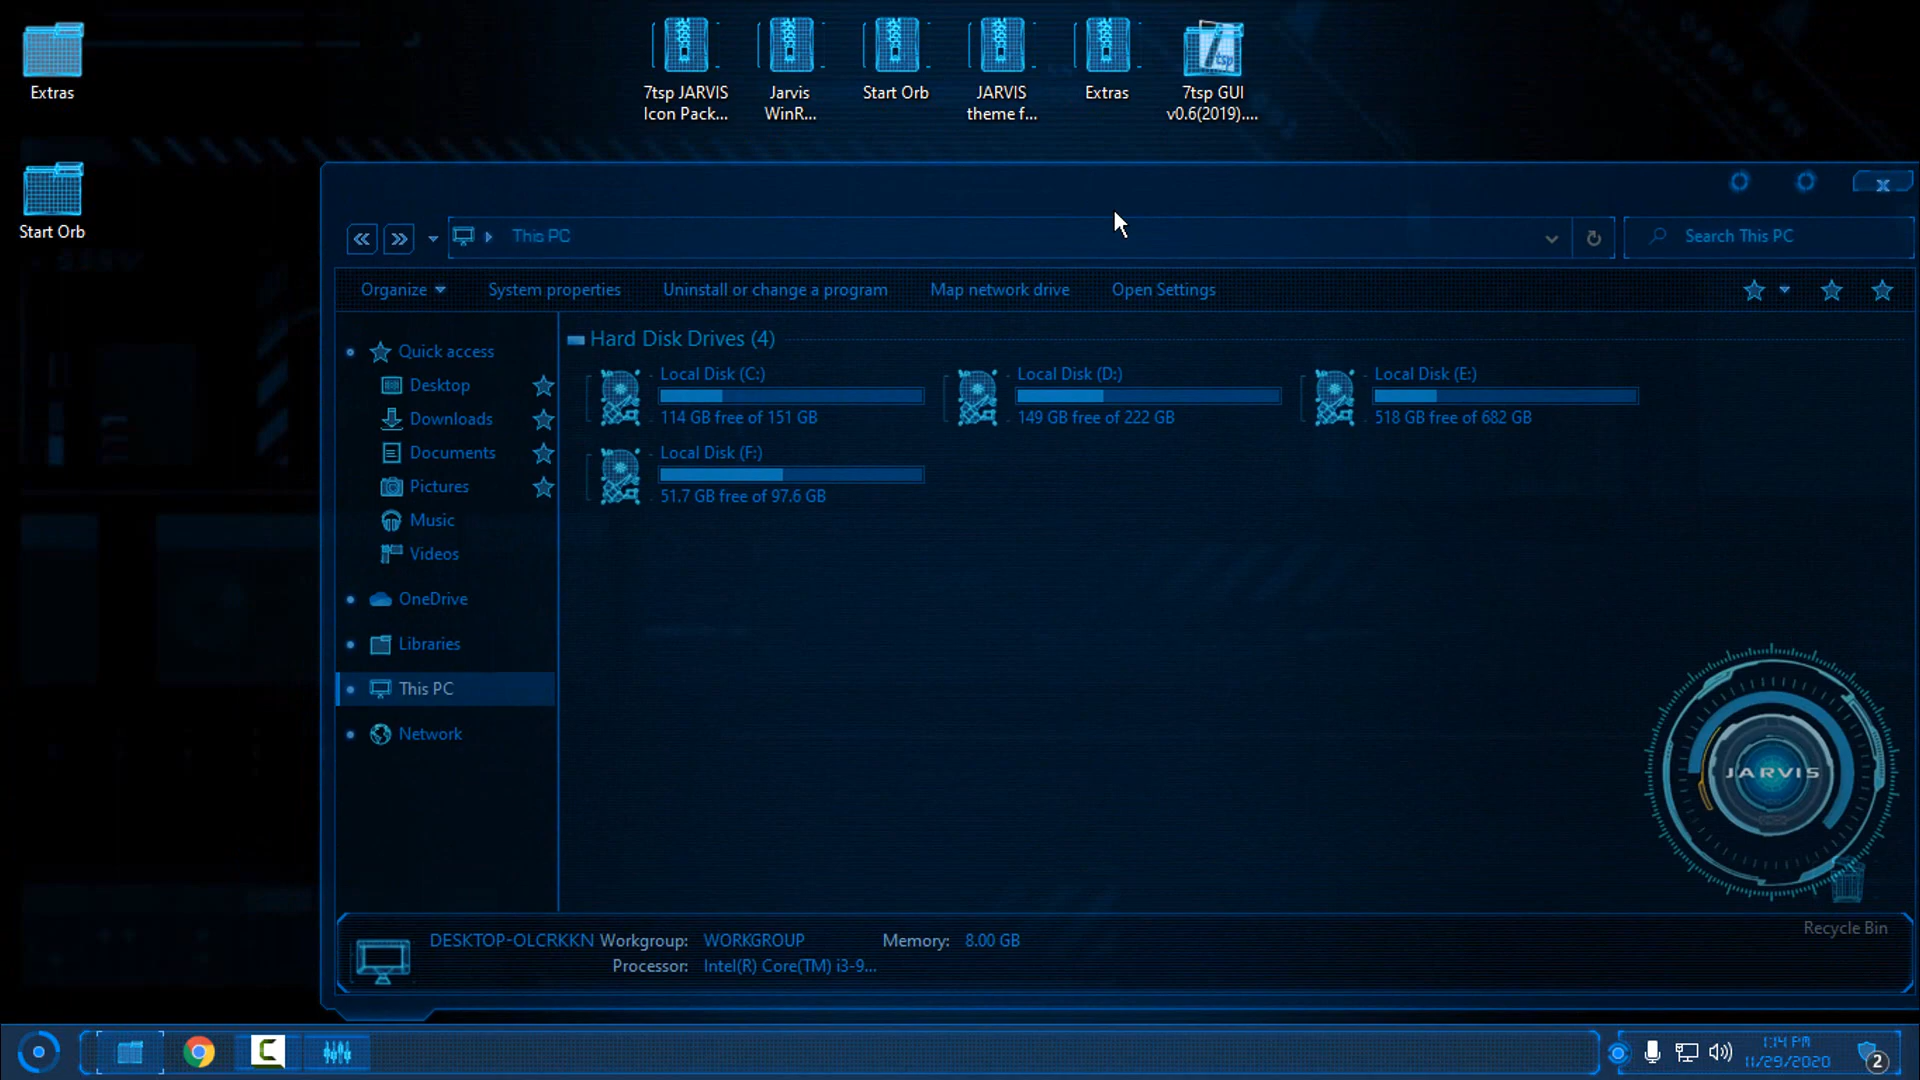 Extras
Start Orb
7tsp JARVIS
Icon Pack...
Jarvis
WinR...
Start Orb
JARVIS
theme f...
Extras
7tsp GUI
v0.6(2019)....
tsp
x
This PC
Search This PC
Organize
System properties
Uninstall or change a program
Map network drive
Open Settings
Quick access
Desktop
Downloads
Documents
Pictures
Music
Videos
OneDrive
Libraries
This PC
Network
Hard Disk Drives (4)
Local Disk (C:)
114 GB free of 151 GB
Local Disk (D:)
149 GB free of 222 GB
Local Disk (E:)
518 GB free of 682 GB
Local Disk (F:)
51.7 GB free of 97.6 GB
JARVIS
Recycle Bin
DESKTOP-OLCRKKN Workgroup: WORKGROUP Memory: 8.00 GB
Processor: Intel(R) Core(TM) i3-9...
C
1:14 PM
11/29/2020
2